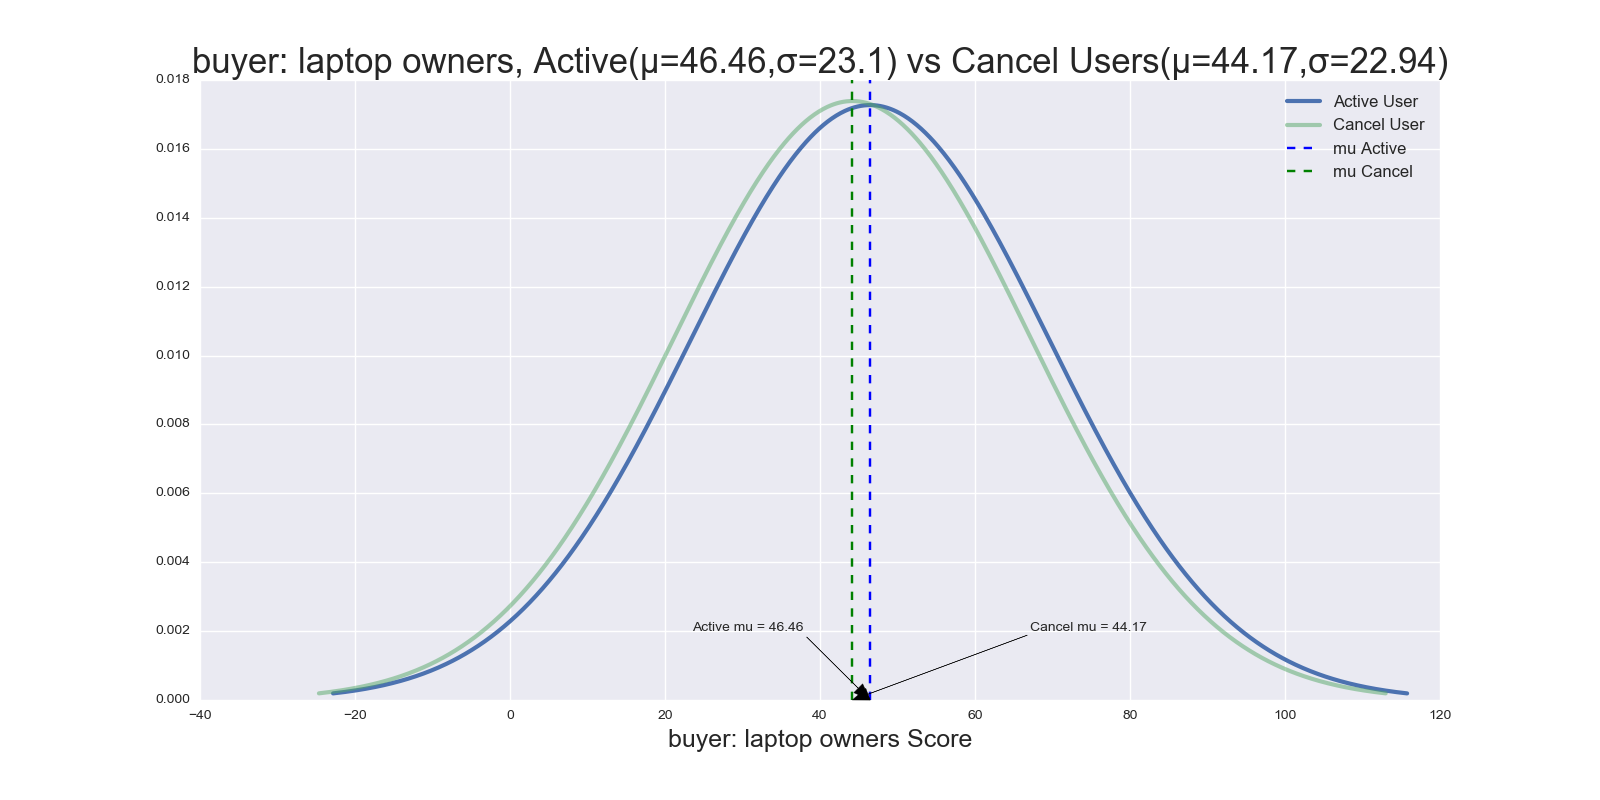 buyer: laptop owners, Active(μ=46.46,σ=23.1) vs Cancel Users(μ=44.17,σ=22.94)
0.018
0.016
0.014
0.012
0.010
0.008
0.006
0.004
0.002
0.000
Active User
Cancel User
mu Active
mu Cancel
Active mu = 46.46
Cancel mu = 44.17
−40
−20
0
20
40
60
80
100
120
buyer: laptop owners Score